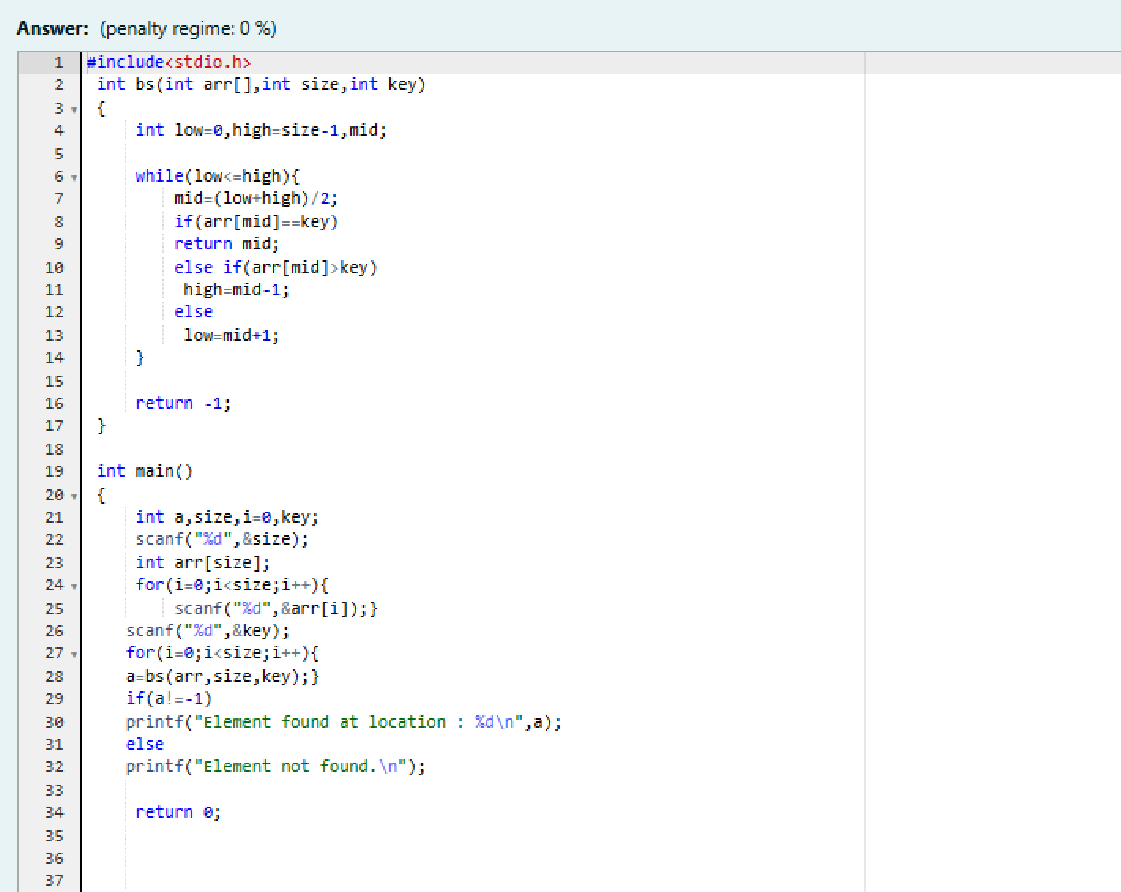 Answer: (penalty regime: 0 %)
1 #include<stdio.h>
2 int bs(int arr[],int size,int key)
3 {
4 int low=0,high=size-1,mid;
5
6 while(low<=high){
7 mid=(low+high)/2;
8 if(arr[mid]==key)
9 return mid;
10 else if(arr[mid]>key)
11 high=mid-1;
12 else
13 low=mid+1;
14 }
15
16 return -1;
17 }
18
19 int main()
20 {
21 int a,size,i=0,key;
22 scanf("%d",&size);
23 int arr[size];
24 for(i=0;i<size;i++){
25 scanf("%d",&arr[i]);}
26 scanf("%d",&key);
27 for(i=0;i<size;i++){
28 a=bs(arr,size,key);}
29 if(a!=-1)
30 printf("Element found at location : %d\n",a);
31 else
32 printf("Element not found.\n");
33
34 return 0;
35
36
37